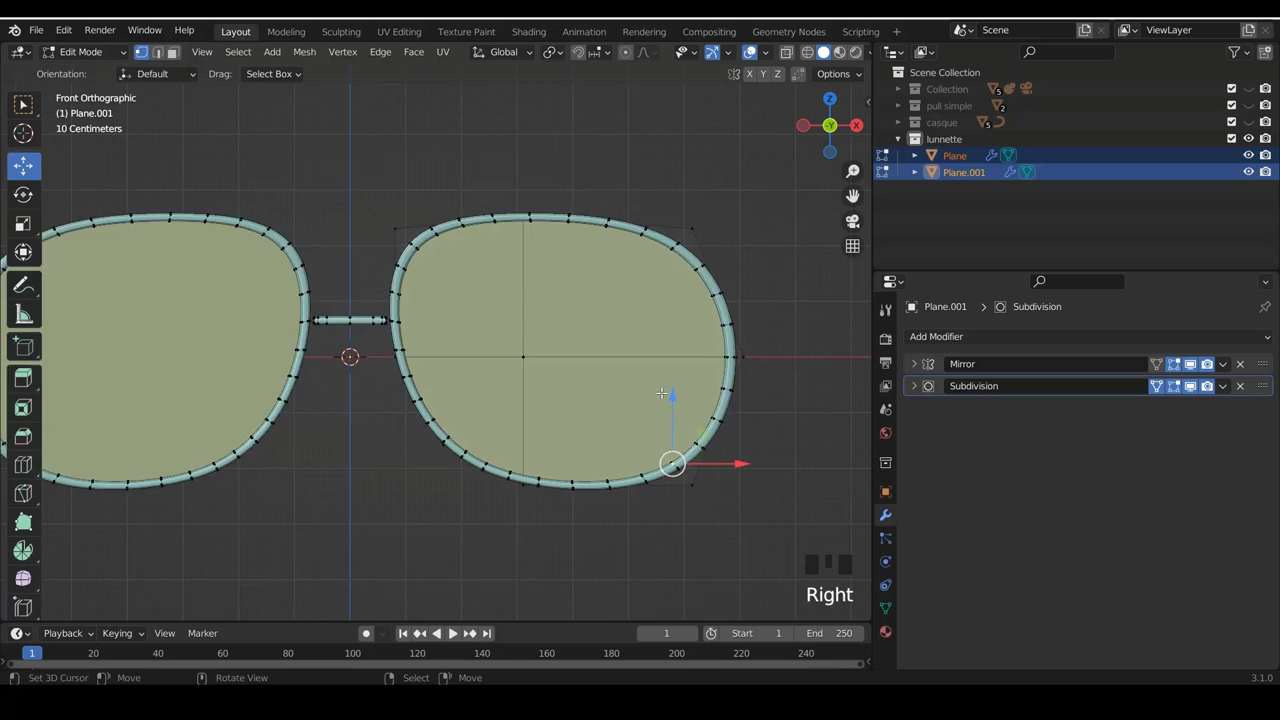 File Edit Render Window Help Layout Modeling Sculpting UV Editing Texture Paint Shading Animation Rendering Compositing Geometry Nodes Scripting Scene ViewLayer
Edit Mode View Select Add Mesh Vertex Edge Face UV Global
Orientation: Default Drag: Select Box X Y Z Options
Scene Collection
Collection 5
pull simple 2
casque 5
lunnette
Plane
Plane.001
Front Orthographic
(1) Plane.001
10 Centimeters
Z
X
-Y
Plane.001 Subdivision
Add Modifier
Mirror
Subdivision
Right
Playback Keying View Marker 1 Start 1 End 250
1 20 40 60 80 100 120 140 160 180 200 220 240
Set 3D Cursor Move Rotate View Select Move 3.1.0